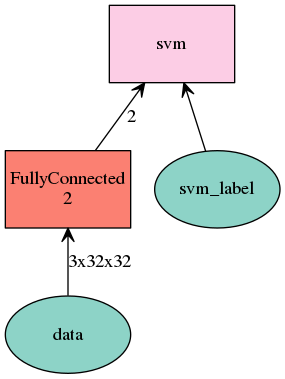 svm
2
FullyConnected
2
svm_label
3x32x32
data